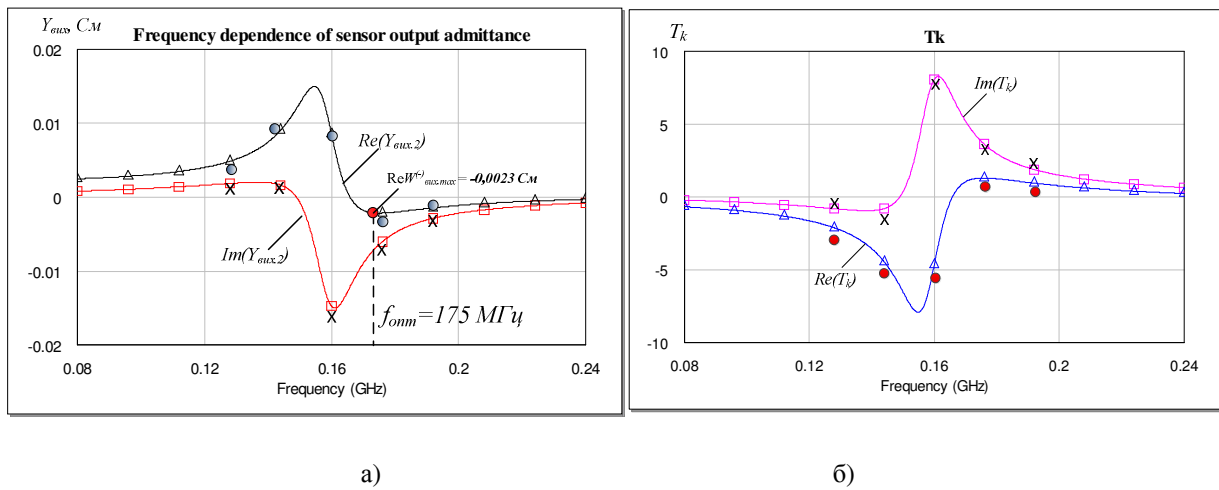 Yвих, См
Frequency dependence of sensor output admittance
0.02
0.01
0
-0.01
-0.02
Re(Yвих.2)
ReW(-)вих.max = -0,0023 См
Im(Yвих.2)
fопт=175 МГц
0.08 0.12 0.16 0.2 0.24
Frequency (GHz)
а)
Tk
Tk
10
5
0
-5
-10
Im(Tk)
Re(Tk)
0.08 0.12 0.16 0.2 0.24
Frequency (GHz)
б)